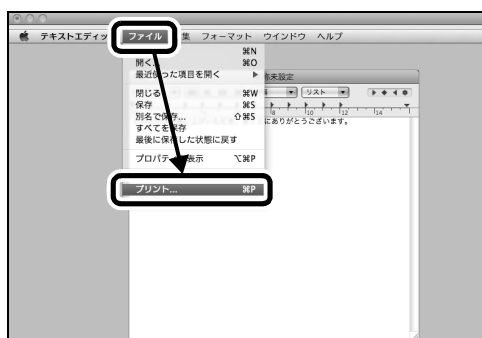 テキストエディッ ファイル 集 フォーマット ウインドウ ヘルプ
⌘N
開く... ⌘O
最近使った項目を開く ▶
称未設定
閉じる ⌘W
リスト
保存 ⌘S
別名で保存... ⇧⌘S
8 10 12 14
すべてを保存
にありがとうございます。
最後に保存した状態に戻す
プロパティ 表示 ⌥⌘P
プリント... ⌘P